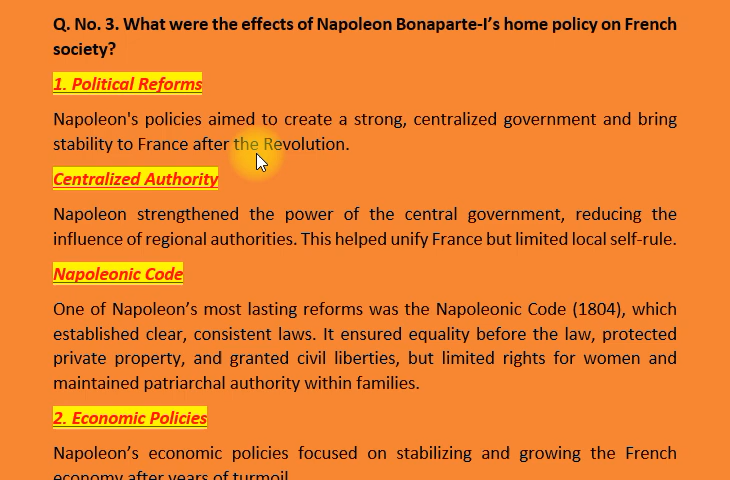 Q. No. 3. What were the effects of Napoleon Bonaparte-I’s home policy on French
society?
1. Political Reforms
Napoleon's policies aimed to create a strong, centralized government and bring
stability to France after the Revolution.
Centralized Authority
Napoleon strengthened the power of the central government, reducing the
influence of regional authorities. This helped unify France but limited local self-rule.
Napoleonic Code
One of Napoleon’s most lasting reforms was the Napoleonic Code (1804), which
established clear, consistent laws. It ensured equality before the law, protected
private property, and granted civil liberties, but limited rights for women and
maintained patriarchal authority within families.
2. Economic Policies
Napoleon’s economic policies focused on stabilizing and growing the French
economy after years of turmoil.